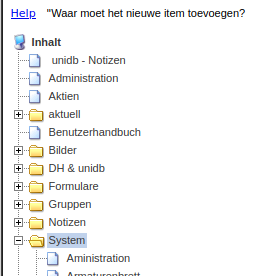 Help "Waar moet het nieuwe item toevoegen?
Inhalt
unidb - Notizen
Administration
Aktien
aktuell
Benutzerhandbuch
Bilder
DH & unidb
Formulare
Gruppen
Notizen
System
Aministration
Armaturenbrett